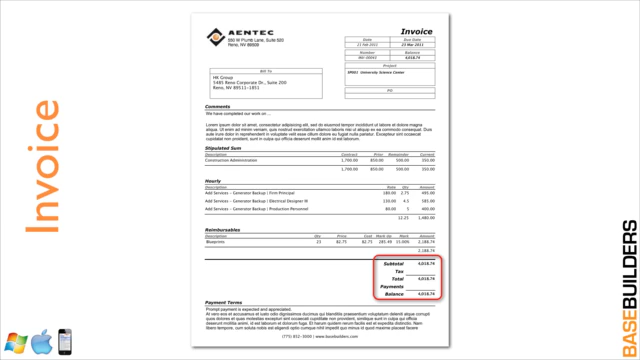 Invoice
AENTEC
550 W Plumb Lane, Suite 520
Reno, NV 89509
Invoice
Date Due Date
11 Feb 2011 23 Mar 2011
Number Balance
4,018.74
Project
University Science Center
PO
Bill To
HK Group
5485 Reno Corporate Dr., Suite 200
Reno, NV 89511-1851
Comments
We have completed our work on...
Stipulated Sum
Description Contract Prior Remainder Current
Construction Administration 1,700.00 850.00 500.00 350.00
1,700.00 850.00 500.00 350.00
Hourly
Description Rate Qty Amount
Add Services - Generator Backup / Firm Principal 180.00 2.75 495.00
Add Services - Generator Backup / Electrical Designer III 130.00 4.5 585.00
Add Services - Generator Backup / Production Personnel 80.00 5 400.00
12.25 1,480.00
Reimbursables
Description Qty Price Cost Mark Up Mark Amount
Blueprints 23 82.75 82.75 285.49 15.00% 2,188.74
2,188.74
Subtotal 4,018.74
Tax
Total 4,018.74
Payments
Balance 4,018.74
Payment Terms
Prompt payment is expected and appreciated.
(775) 852-3000 | www.basebuilders.com
BASEBUILDERS